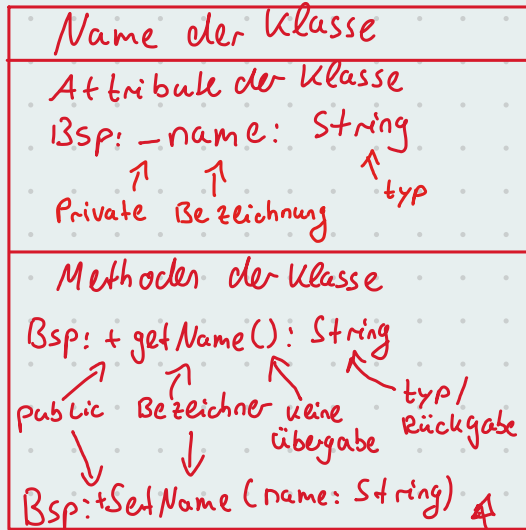 Name der Klasse
Attribute der Klasse
Bsp: - name: String
Private Bezeichnung typ
Methoden der Klasse
Bsp: + getName(): String
public Bezeichner keine Übergabe typ/Rückgabe
Bsp: + SetName (name: String)